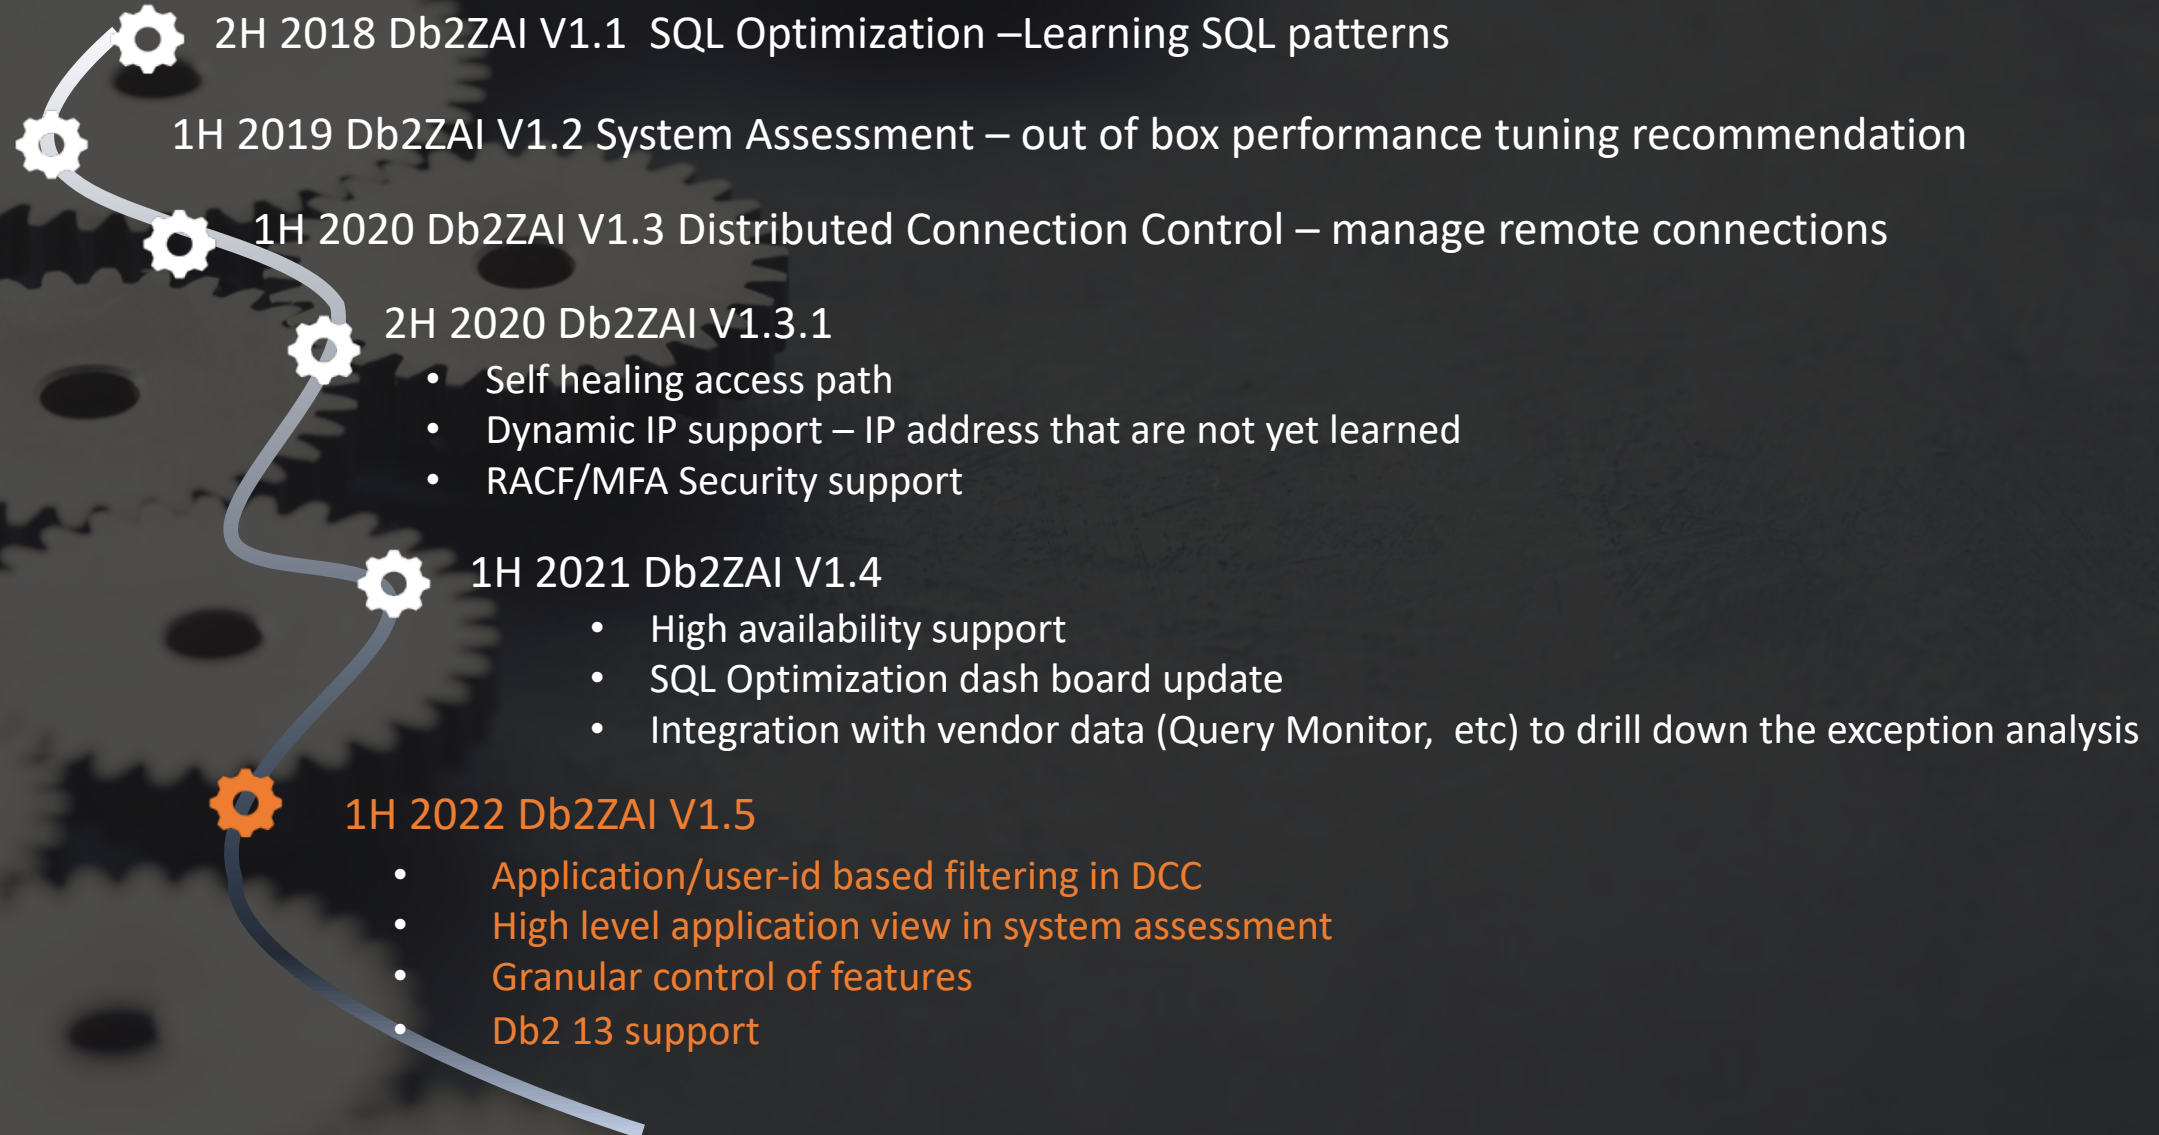 2H 2018 Db2ZAI V1.1  SQL Optimization –Learning SQL patterns
1H 2019 Db2ZAI V1.2 System Assessment – out of box performance tuning recommendation
1H 2020 Db2ZAI V1.3 Distributed Connection Control – manage remote connections
2H 2020 Db2ZAI V1.3.1
• Self healing access path
• Dynamic IP support – IP address that are not yet learned
• RACF/MFA Security support
1H 2021 Db2ZAI V1.4
• High availability support
• SQL Optimization dash board update
• Integration with vendor data (Query Monitor,  etc) to drill down the exception analysis
1H 2022 Db2ZAI V1.5
• Application/user-id based filtering in DCC
• High level application view in system assessment
• Granular control of features
• Db2 13 support